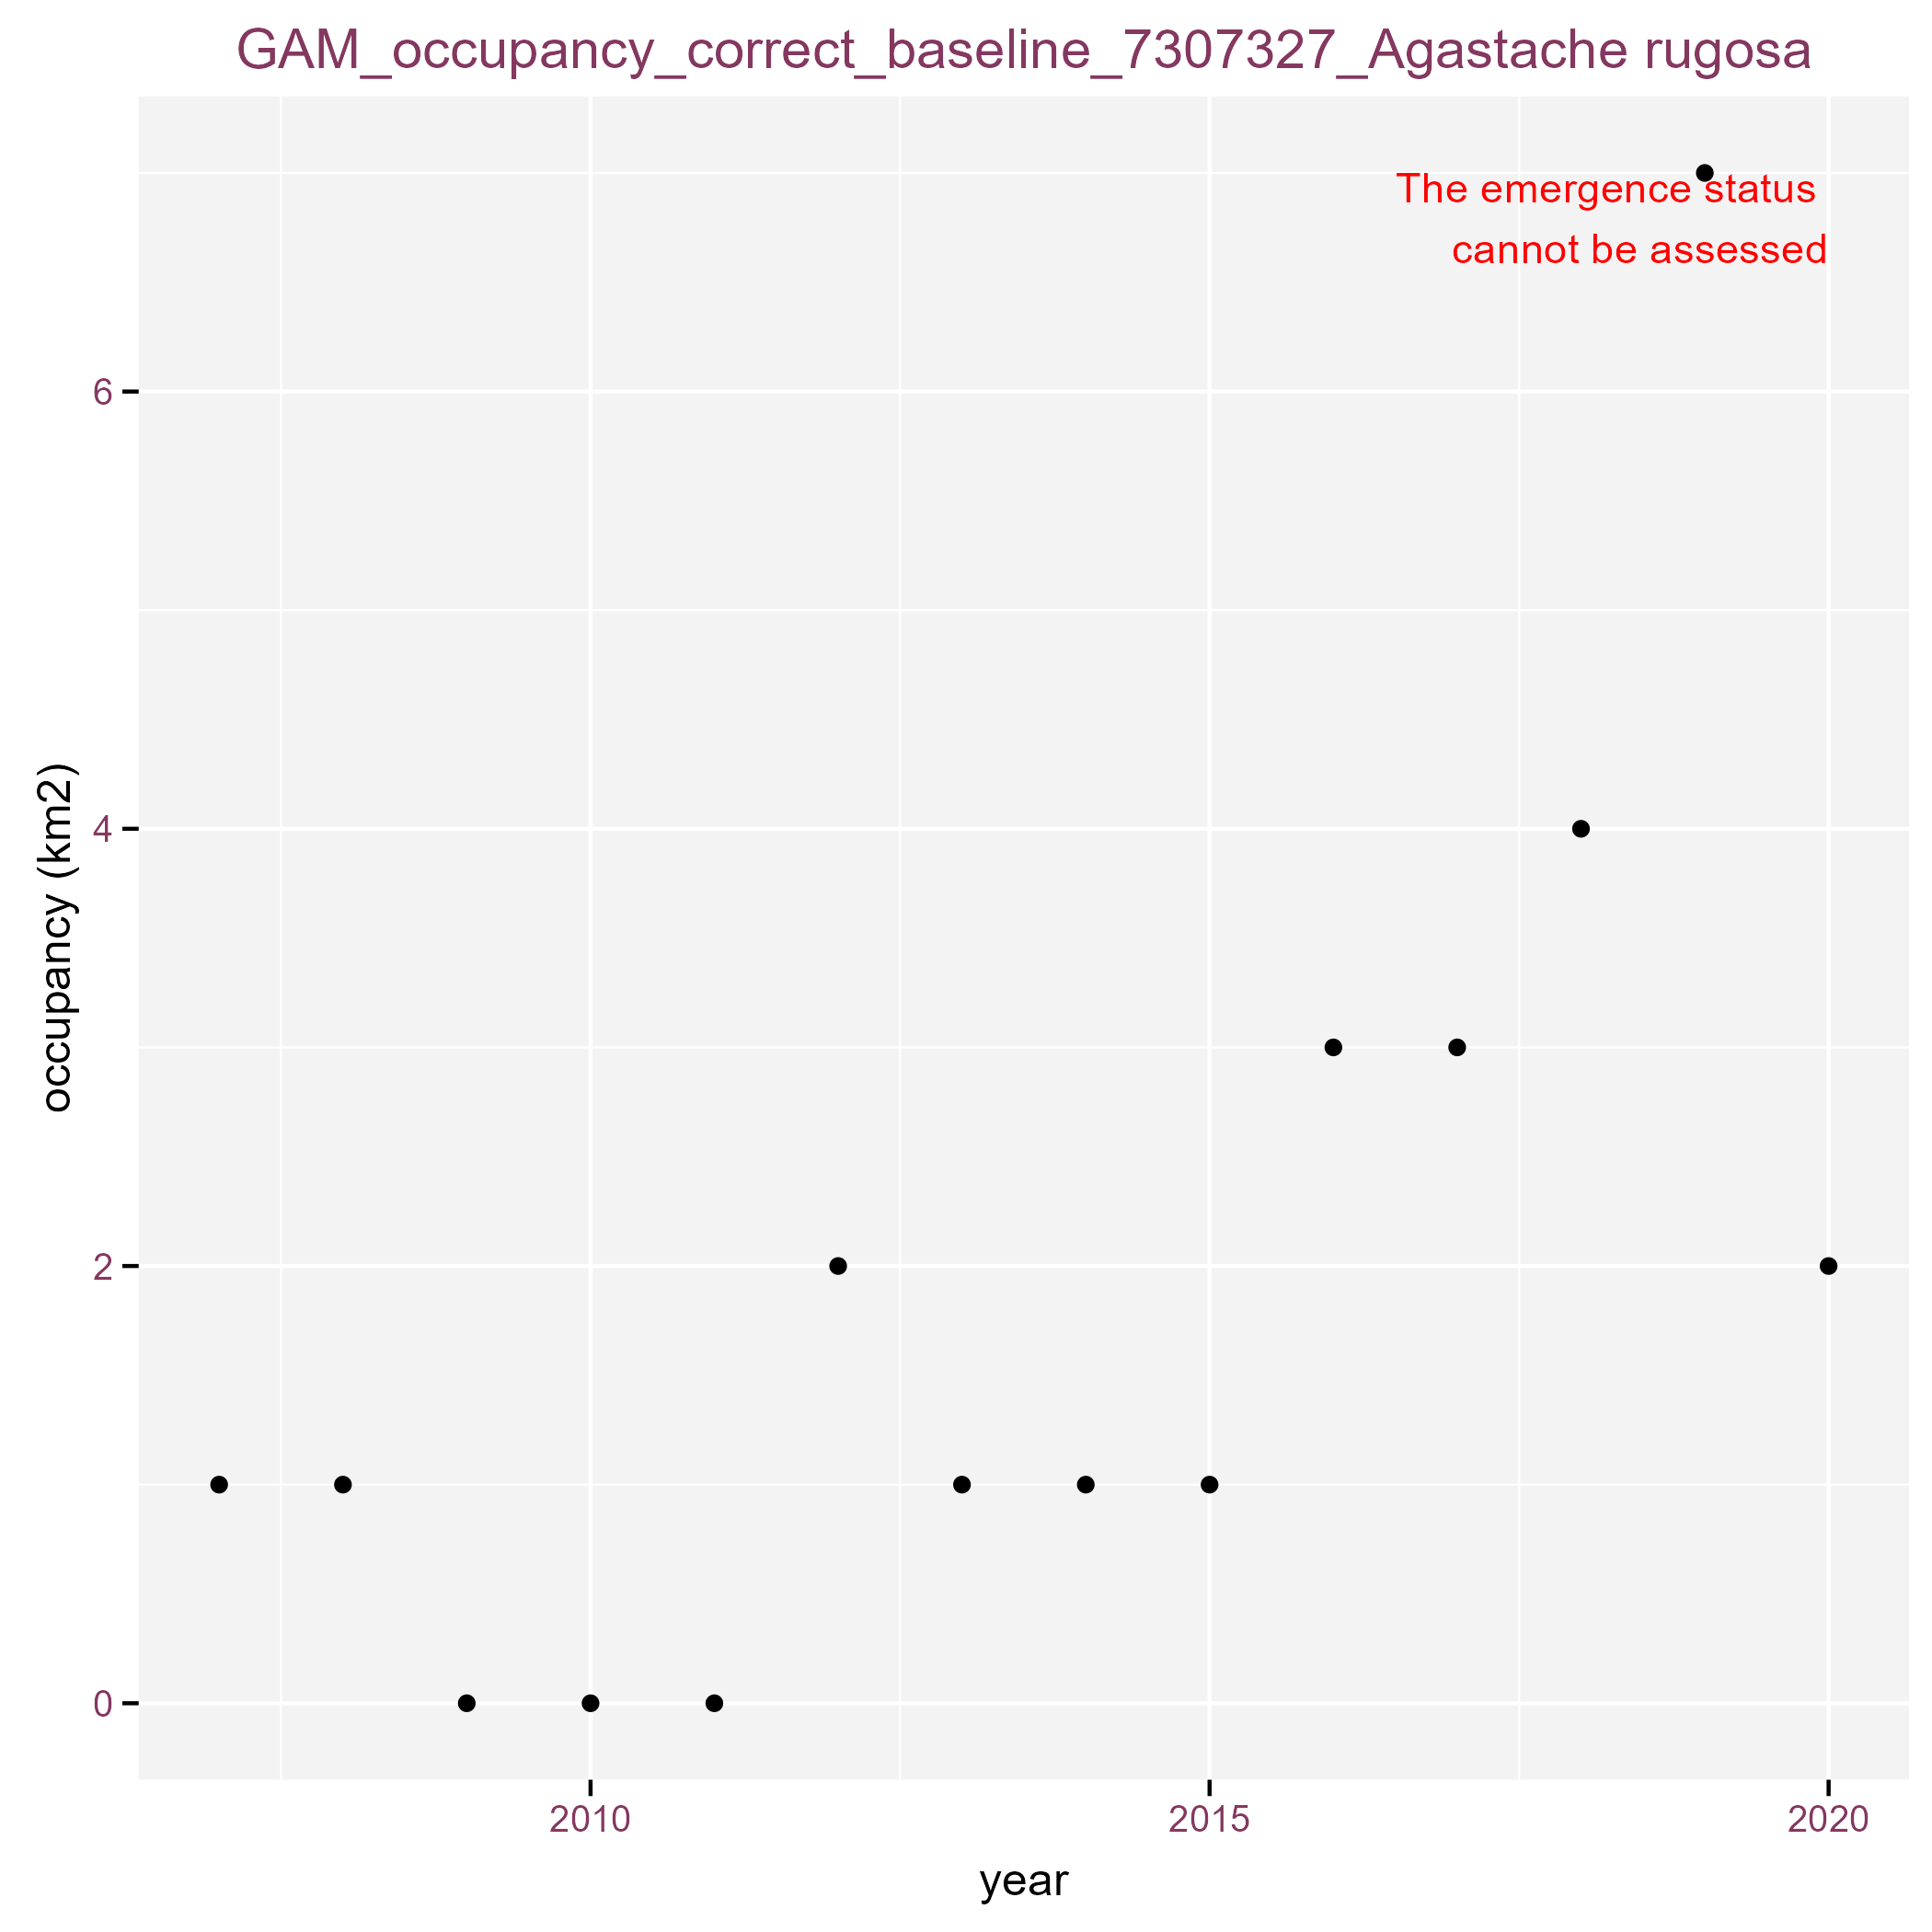 GAM_occupancy_correct_baseline_7307327_Agastache rugosa
The emergence status
cannot be assessed
6
4
2
0
occupancy (km2)
2010 2015 2020
year